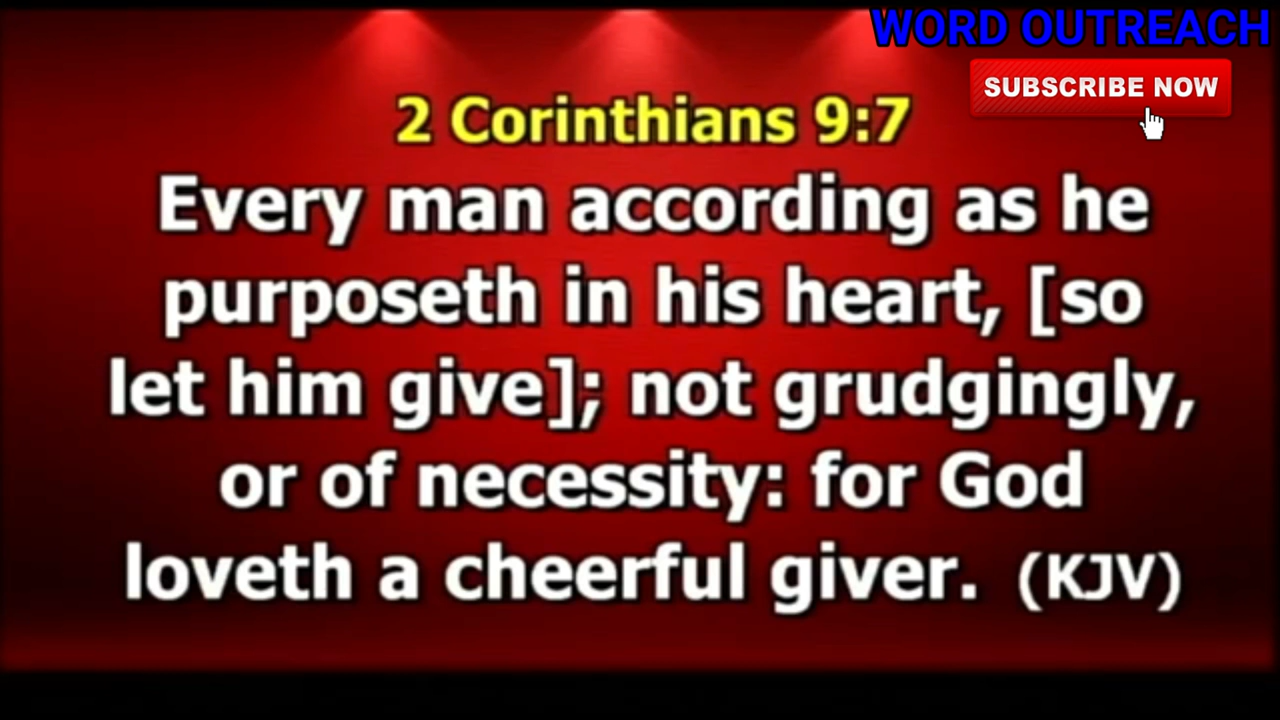 WORD OUTREACH
SUBSCRIBE NOW
2 Corinthians 9:7
Every man according as he
purposeth in his heart, [so
let him give]; not grudgingly,
or of necessity: for God
loveth a cheerful giver. (KJV)